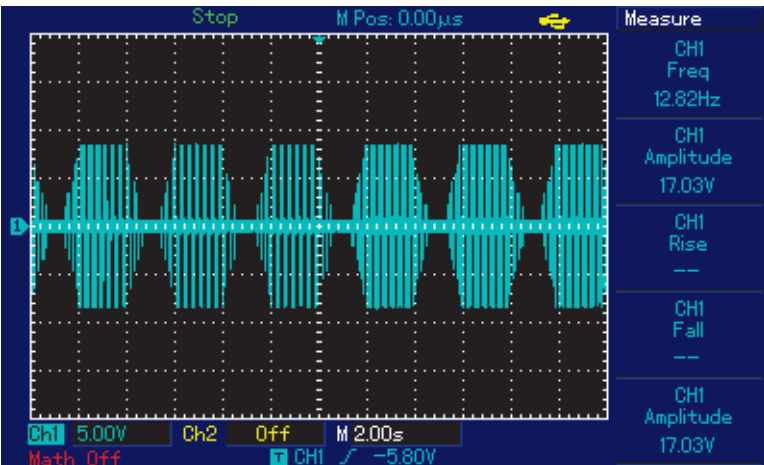 Stop M Pos: 0.00µs Measure
CH1
Freq
12.82Hz
CH1
Amplitude
17.03V
1
CH1
Rise
--
CH1
Fall
--
CH1
Amplitude
17.03V
Ch1 5.00V Ch2 Off M 2.00s
Math Off T CH1 -5.80V